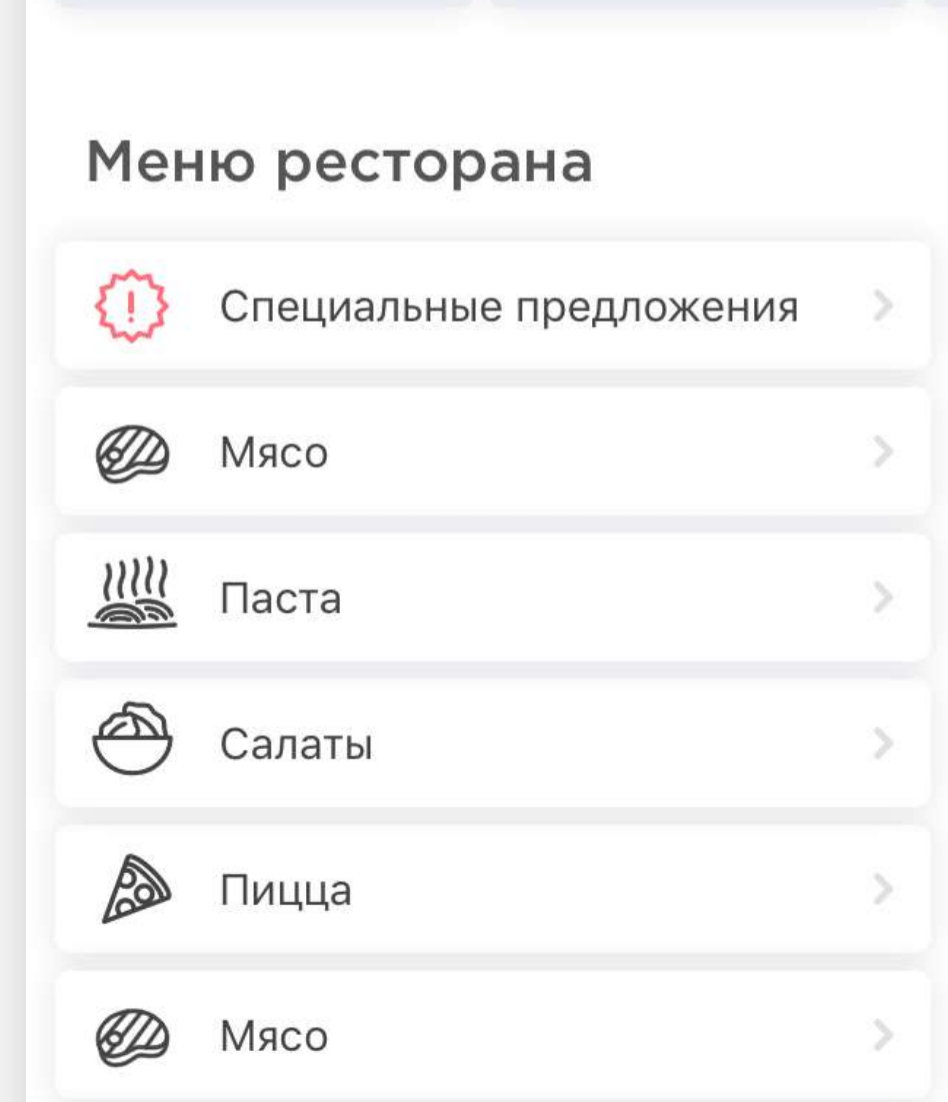 Меню ресторана
Специальные предложения
Мясо
Паста
Салаты
Пицца
Мясо